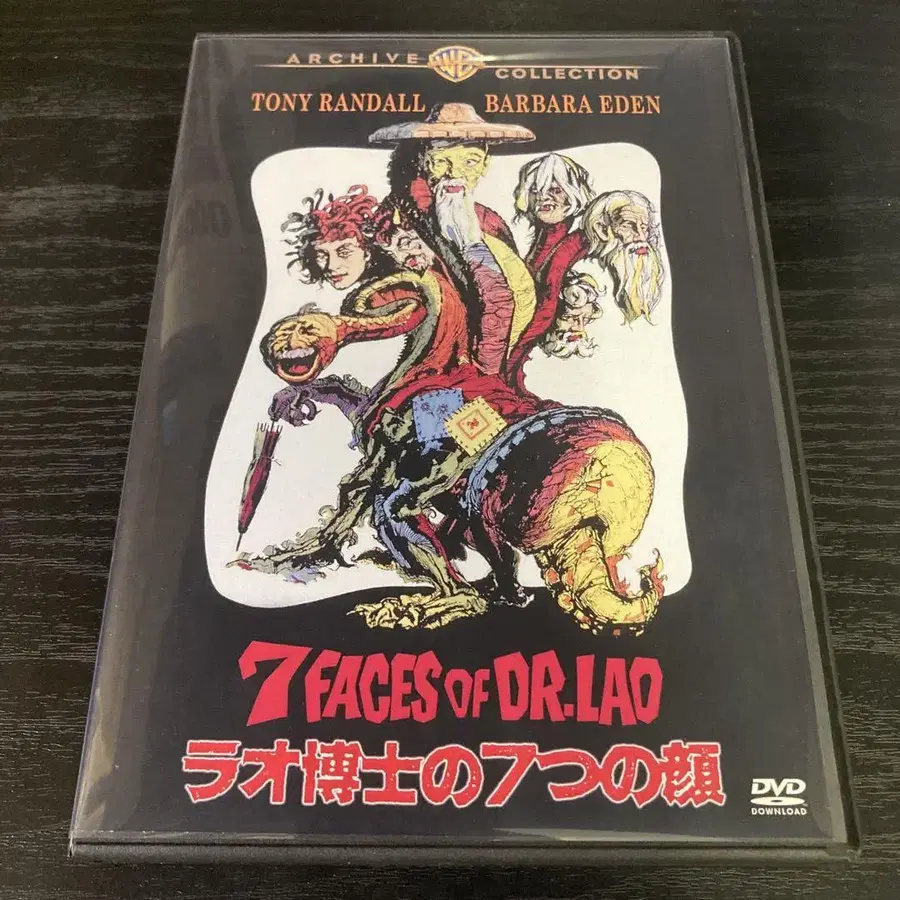 ARCHIVE WB COLLECTION
TONY RANDALL BARBARA EDEN
7 FACES OF DR. LAO
ラオ博士の7つの顔
DVD
DOWNLOAD